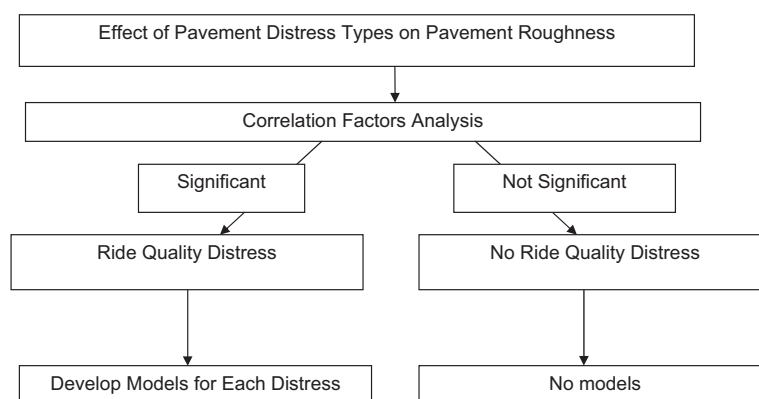 Effect of Pavement Distress Types on Pavement Roughness
Correlation Factors Analysis
Significant
Not Significant
Ride Quality Distress
No Ride Quality Distress
Develop Models for Each Distress
No models